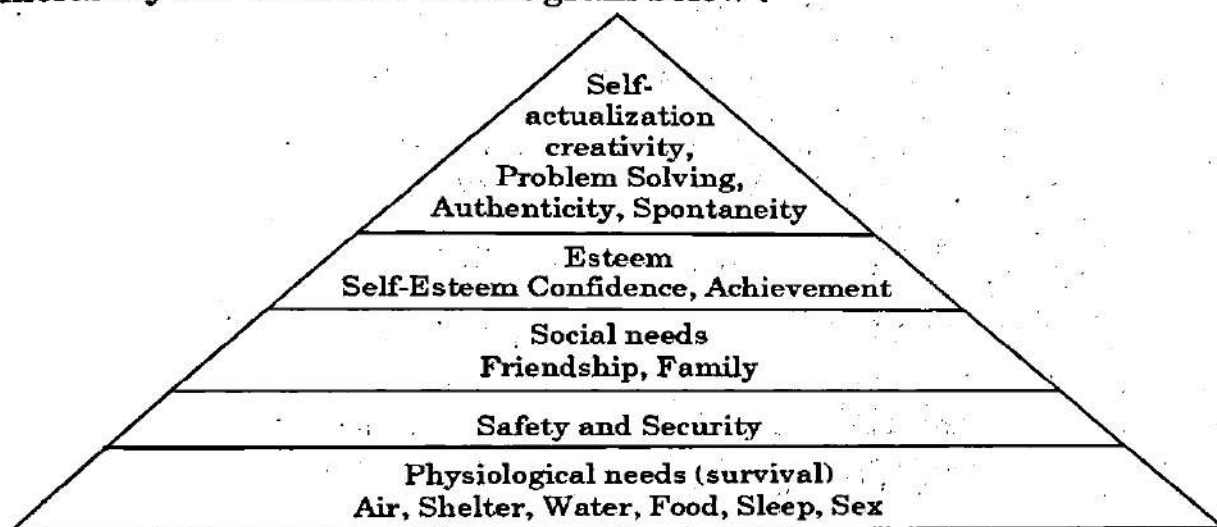 Self-
actualization
creativity,
Problem Solving,
Authenticity, Spontaneity
Esteem
Self-Esteem Confidence, Achievement
Social needs
Friendship, Family
Safety and Security
Physiological needs (survival)
Air, Shelter, Water, Food, Sleep, Sex